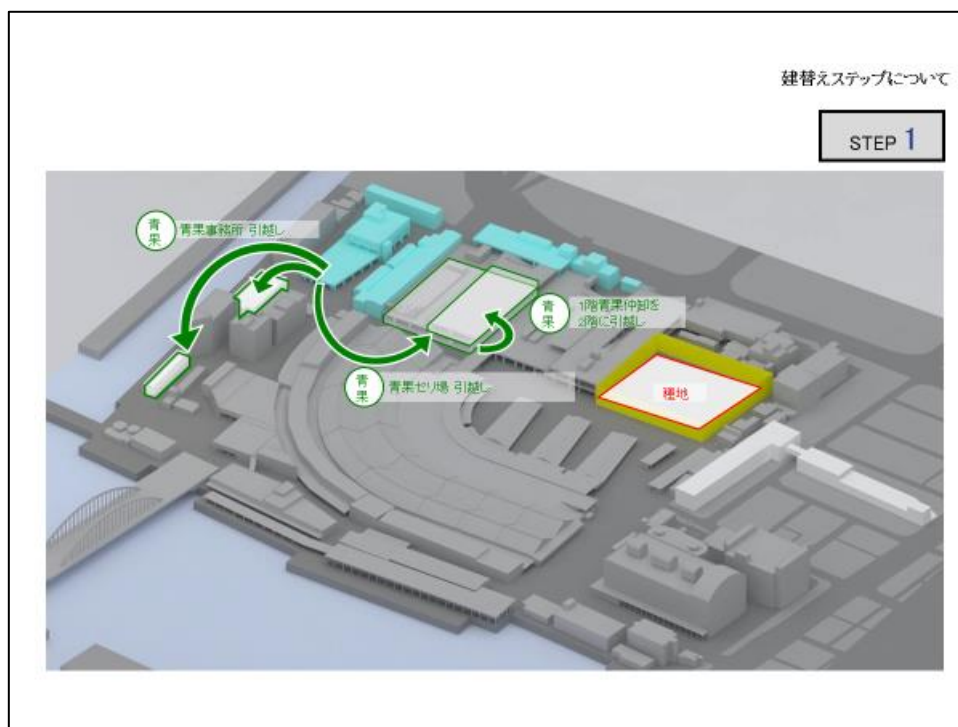 建替えステップについて
STEP 1
青果
青果事務所 引越し
青果
1階青果仲卸を
2階に引越し
青果
青果セリ場 引越し
種地